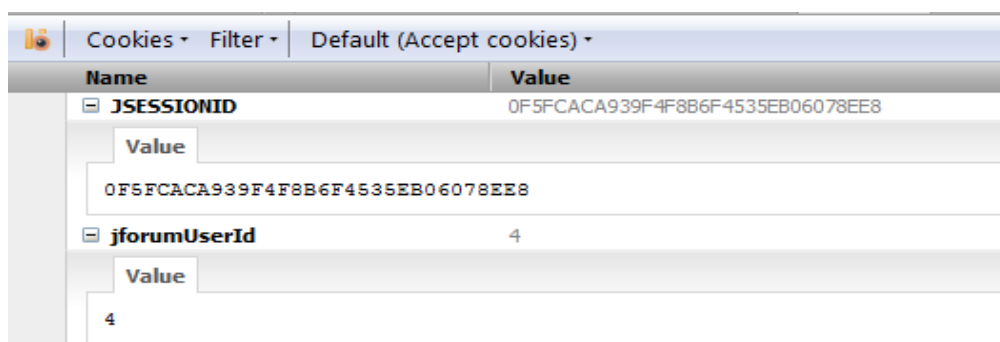 Cookies Filter Default (Accept cookies)
Name Value
JSESSIONID 0F5FCACA939F4F8B6F4535EB06078EE8
Value
0F5FCACA939F4F8B6F4535EB06078EE8
jforumUserId 4
Value
4